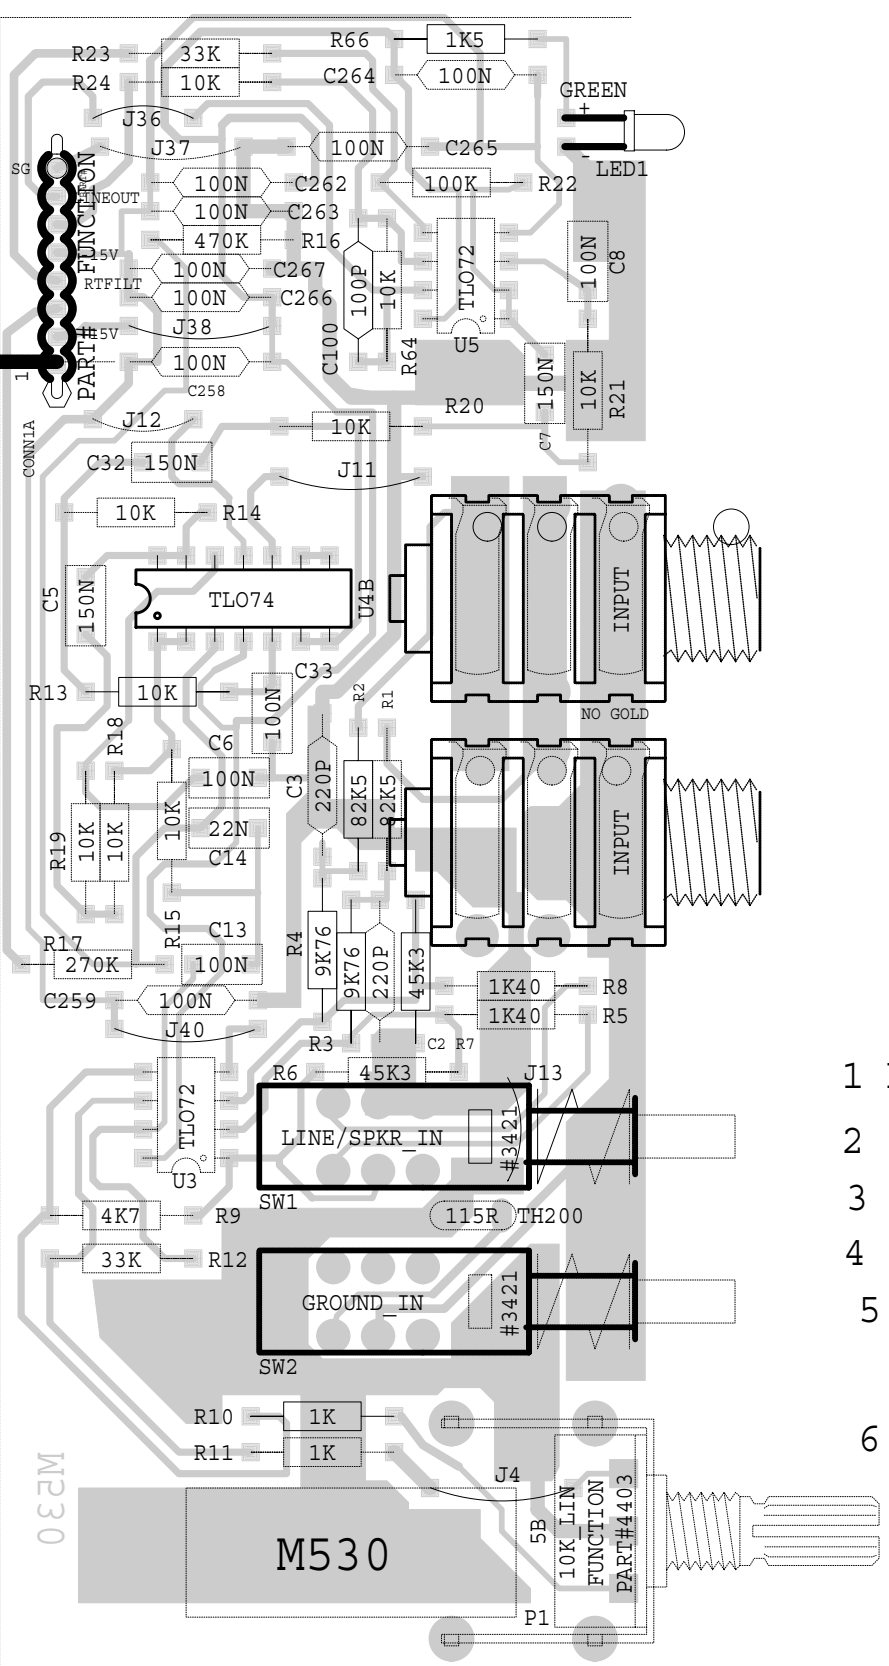 R66 1K5
R23 33K
R24 10K C264 100N
GREEN
+
J36
J37 100N C265
-
LED1
SG
FUNCTION
100N C262 100K R22
LINEOUT
100N C263
470K R16
15V
100N C267
RTFILT
100N C266
100P 10K TLO72 100N C8
J38
+15V
C100 R64 U5
PART#
1 100N
C258
150N 10K R21
J12 10K R20
C7
CONN1A
C32 150N J11
10K R14
C5 150N TLO74 U4B INPUT
R13 10K C33
100N R2 R1 NO GOLD
R18 C6
100N C3 220P
10K 82K5 82K5 INPUT
R19 10K 10K 22N
C14
R17 R15 C13 R4 9K76
270K 100N 9K76 220P 45K3 1K40 R8
C259 100N 1K40 R5
J40
R3 C2 R7
R6 45K3 J13
1
TLO72 LINE/SPKR_IN #3421
2
U3
SW1
3
4K7 R9 115R TH200
33K R12
4
GROUND_IN #3421
5
SW2
R10 1K
R11 1K
6
M530
J4
M530
5B 10K_LIN
FUNCTION
PART#4403
P1